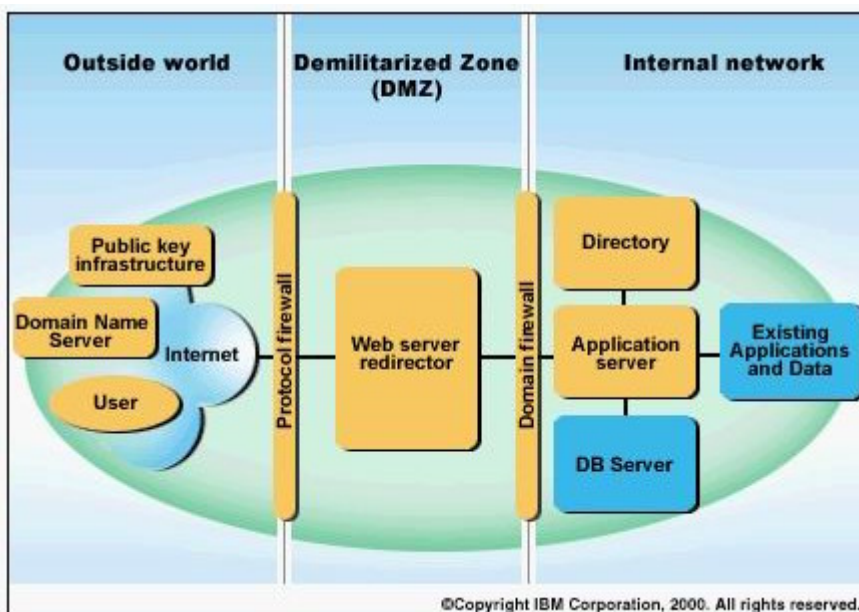 Outside world
Demilitarized Zone
(DMZ)
Internal network
Public key
infrastructure
Domain Name
Server
Internet
User
Protocol firewall
Web server
redirector
Domain firewall
Directory
Application
server
Existing
Applications
and Data
DB Server
©Copyright IBM Corporation, 2000. All rights reserved.